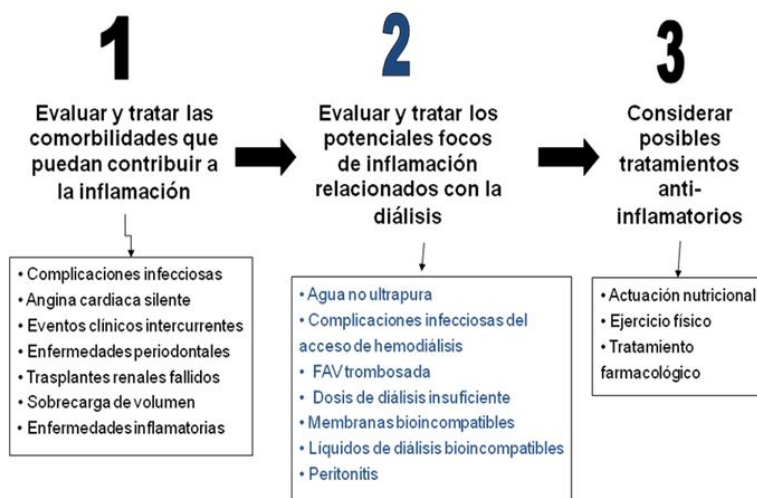 1
Evaluar y tratar las
comorbilidades que
puedan contribuir a
la inflamación
• Complicaciones infecciosas
• Angina cardiaca silente
• Eventos clínicos intercurrentes
• Enfermedades periodontales
• Trasplantes renales fallidos
• Sobrecarga de volumen
• Enfermedades inflamatorias
2
Evaluar y tratar los
potenciales focos
de inflamación
relacionados con la
diálisis
• Agua no ultrapura
• Complicaciones infecciosas del
acceso de hemodiálisis
• FAV trombosada
• Dosis de diálisis insuficiente
• Membranas bioincompatibles
• Líquidos de diálisis bioincompatibles
• Peritonitis
3
Considerar
posibles
tratamientos
anti-
inflamatorios
• Actuación nutricional
• Ejercicio físico
• Tratamiento
farmacológico